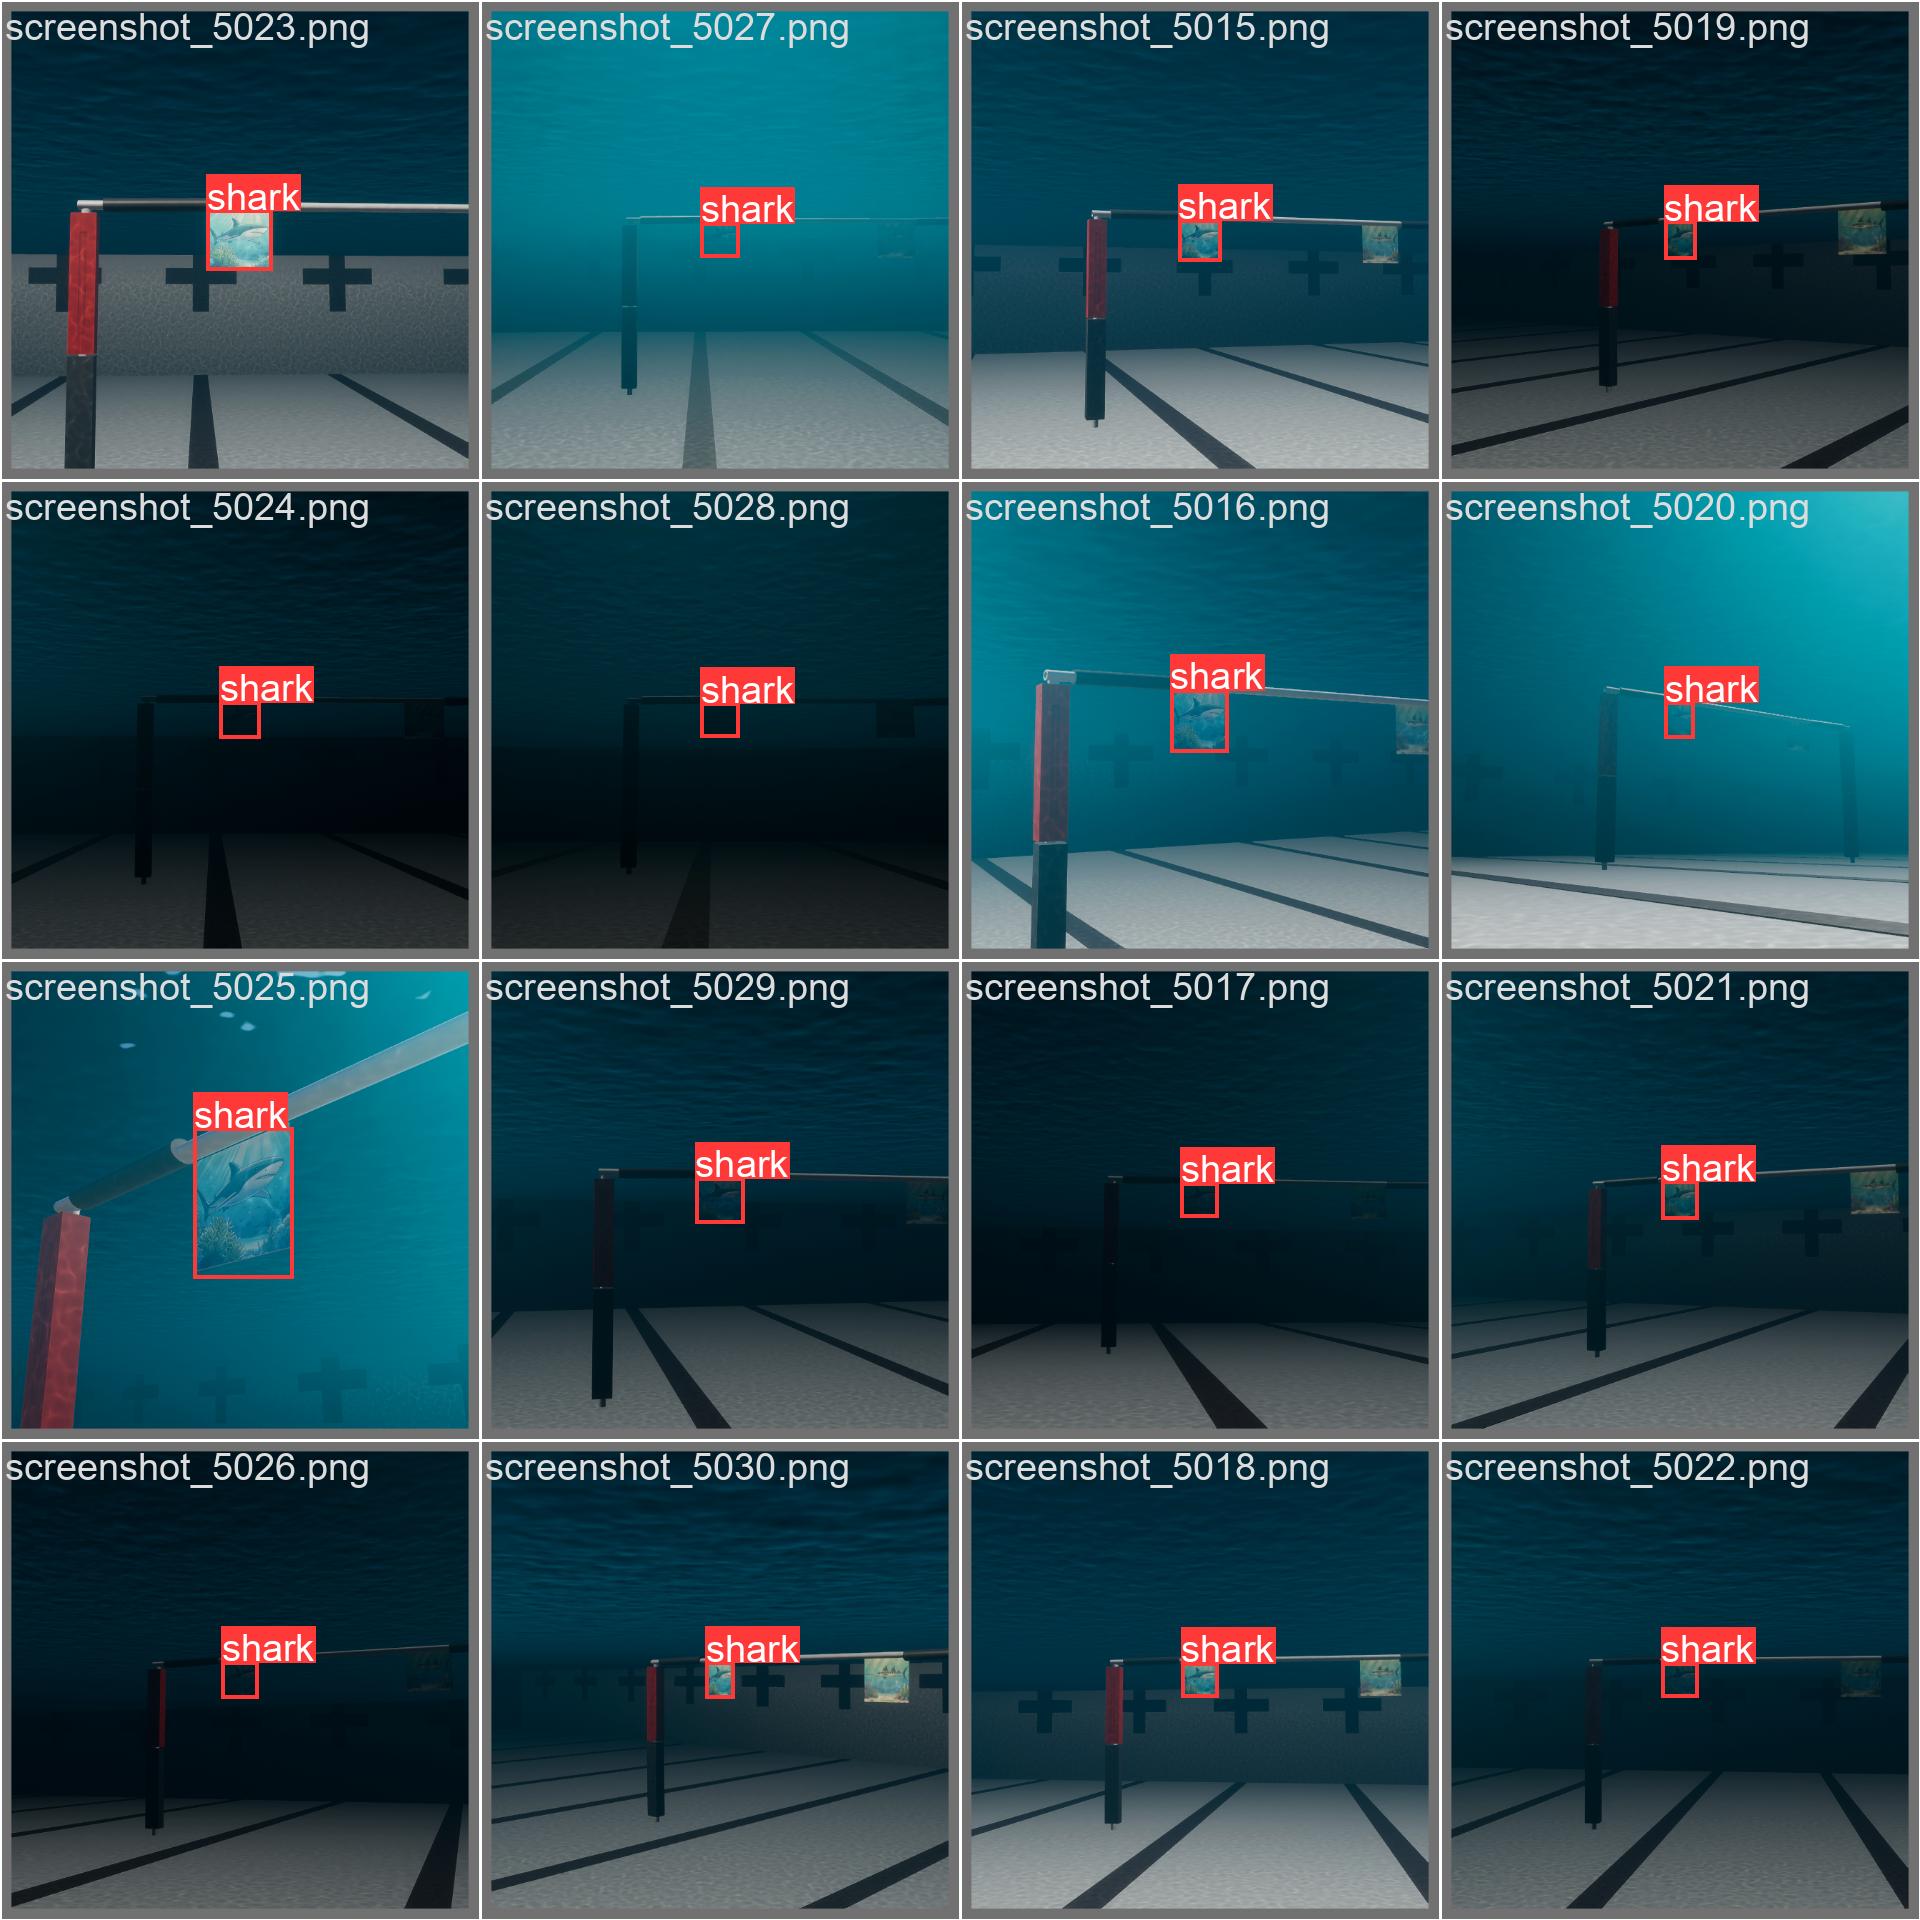 screenshot_5023.png
shark
screenshot_5027.png
shark
screenshot_5015.png
shark
screenshot_5019.png
shark
screenshot_5024.png
shark
screenshot_5028.png
shark
screenshot_5016.png
shark
screenshot_5020.png
shark
screenshot_5025.png
shark
screenshot_5029.png
shark
screenshot_5017.png
shark
screenshot_5021.png
shark
screenshot_5026.png
shark
screenshot_5030.png
shark
screenshot_5018.png
shark
screenshot_5022.png
shark